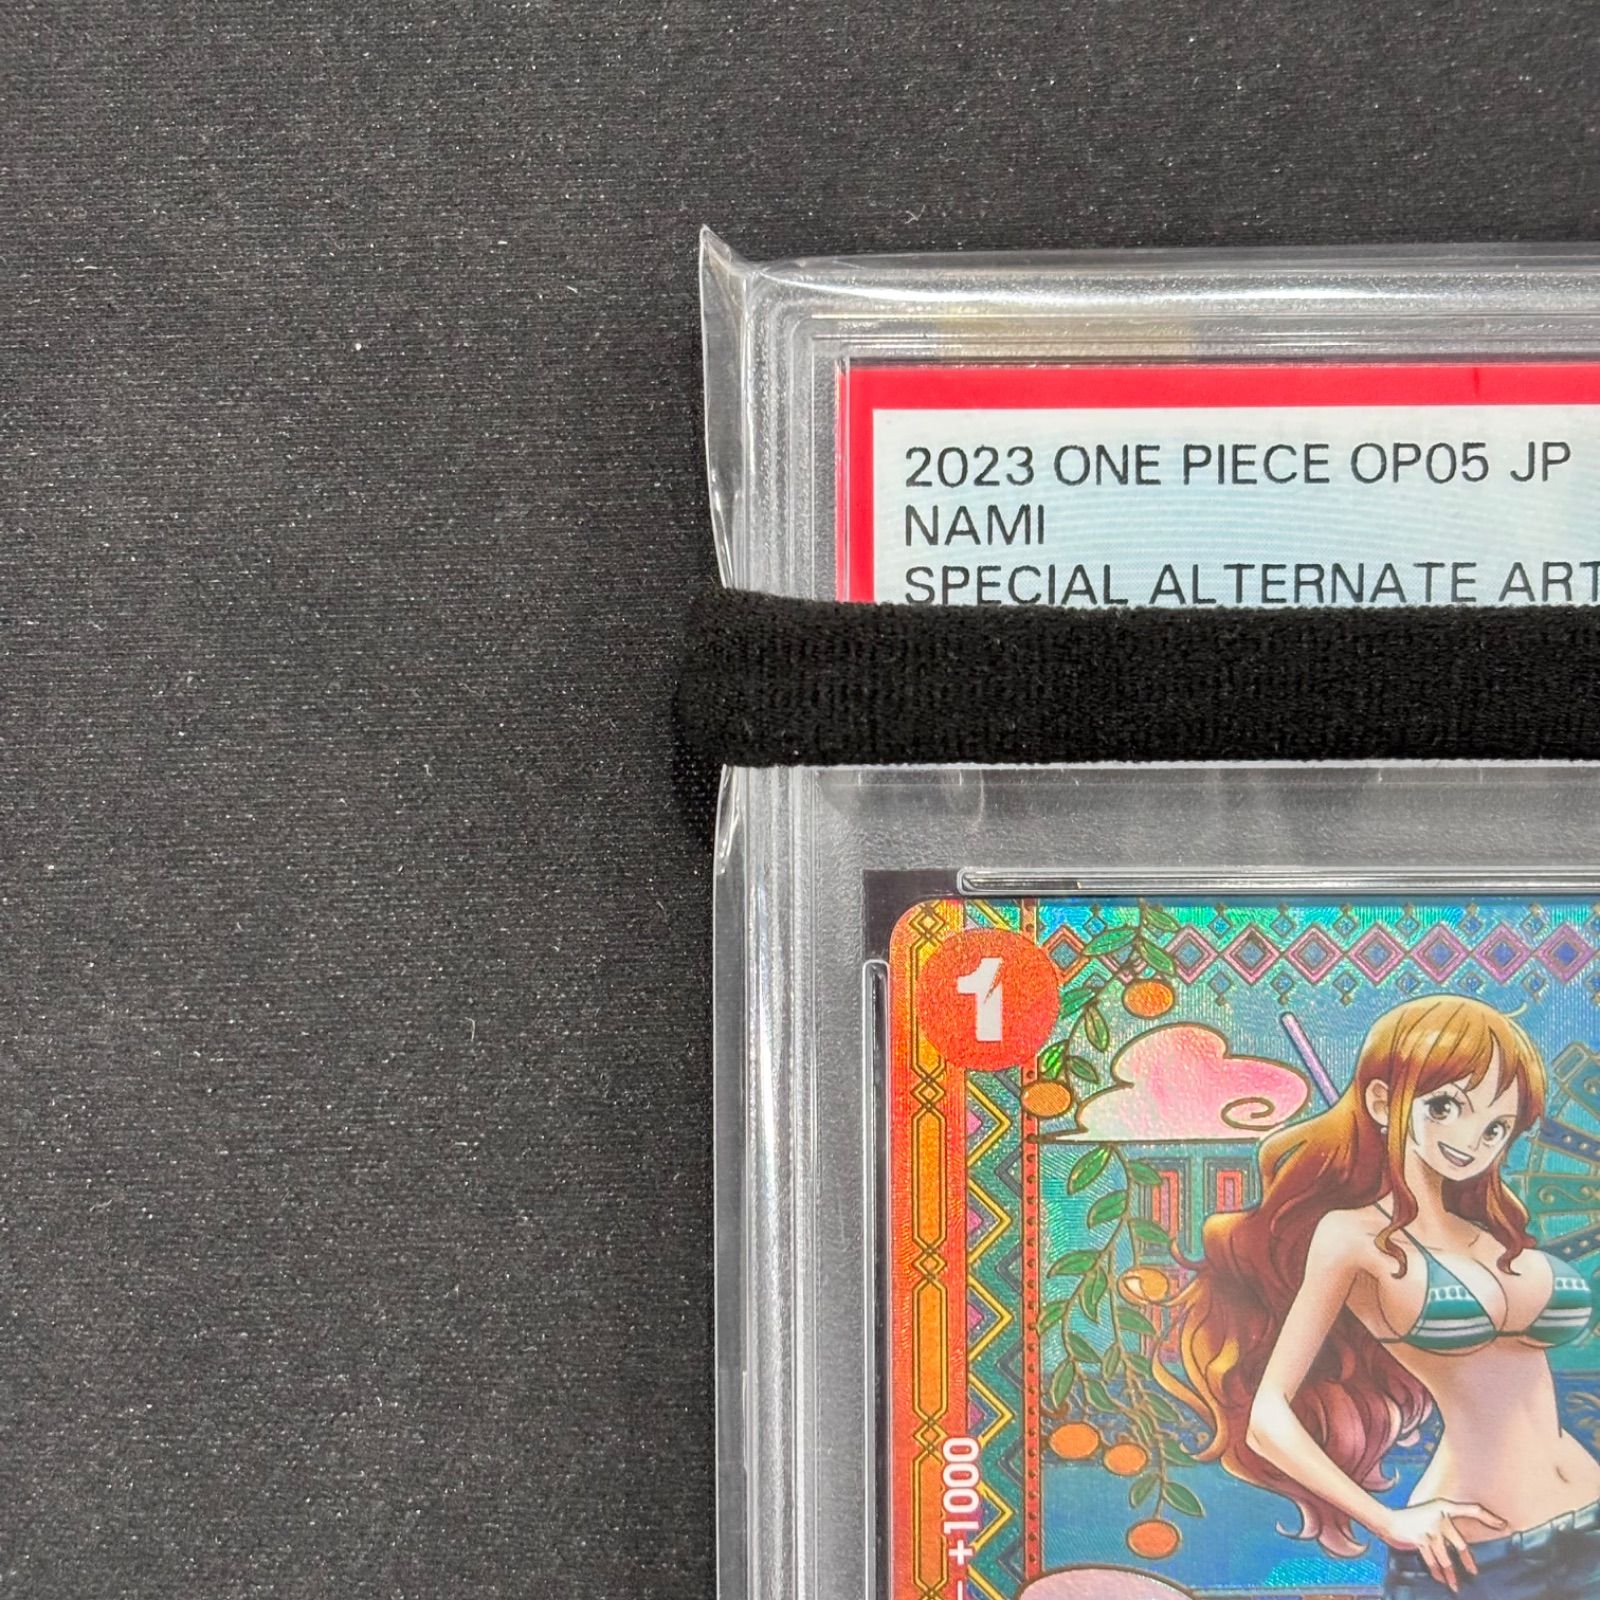 2023 ONE PIECE OP05 JP
NAMI
SPECIAL ALTERNATE ART
1
+1000